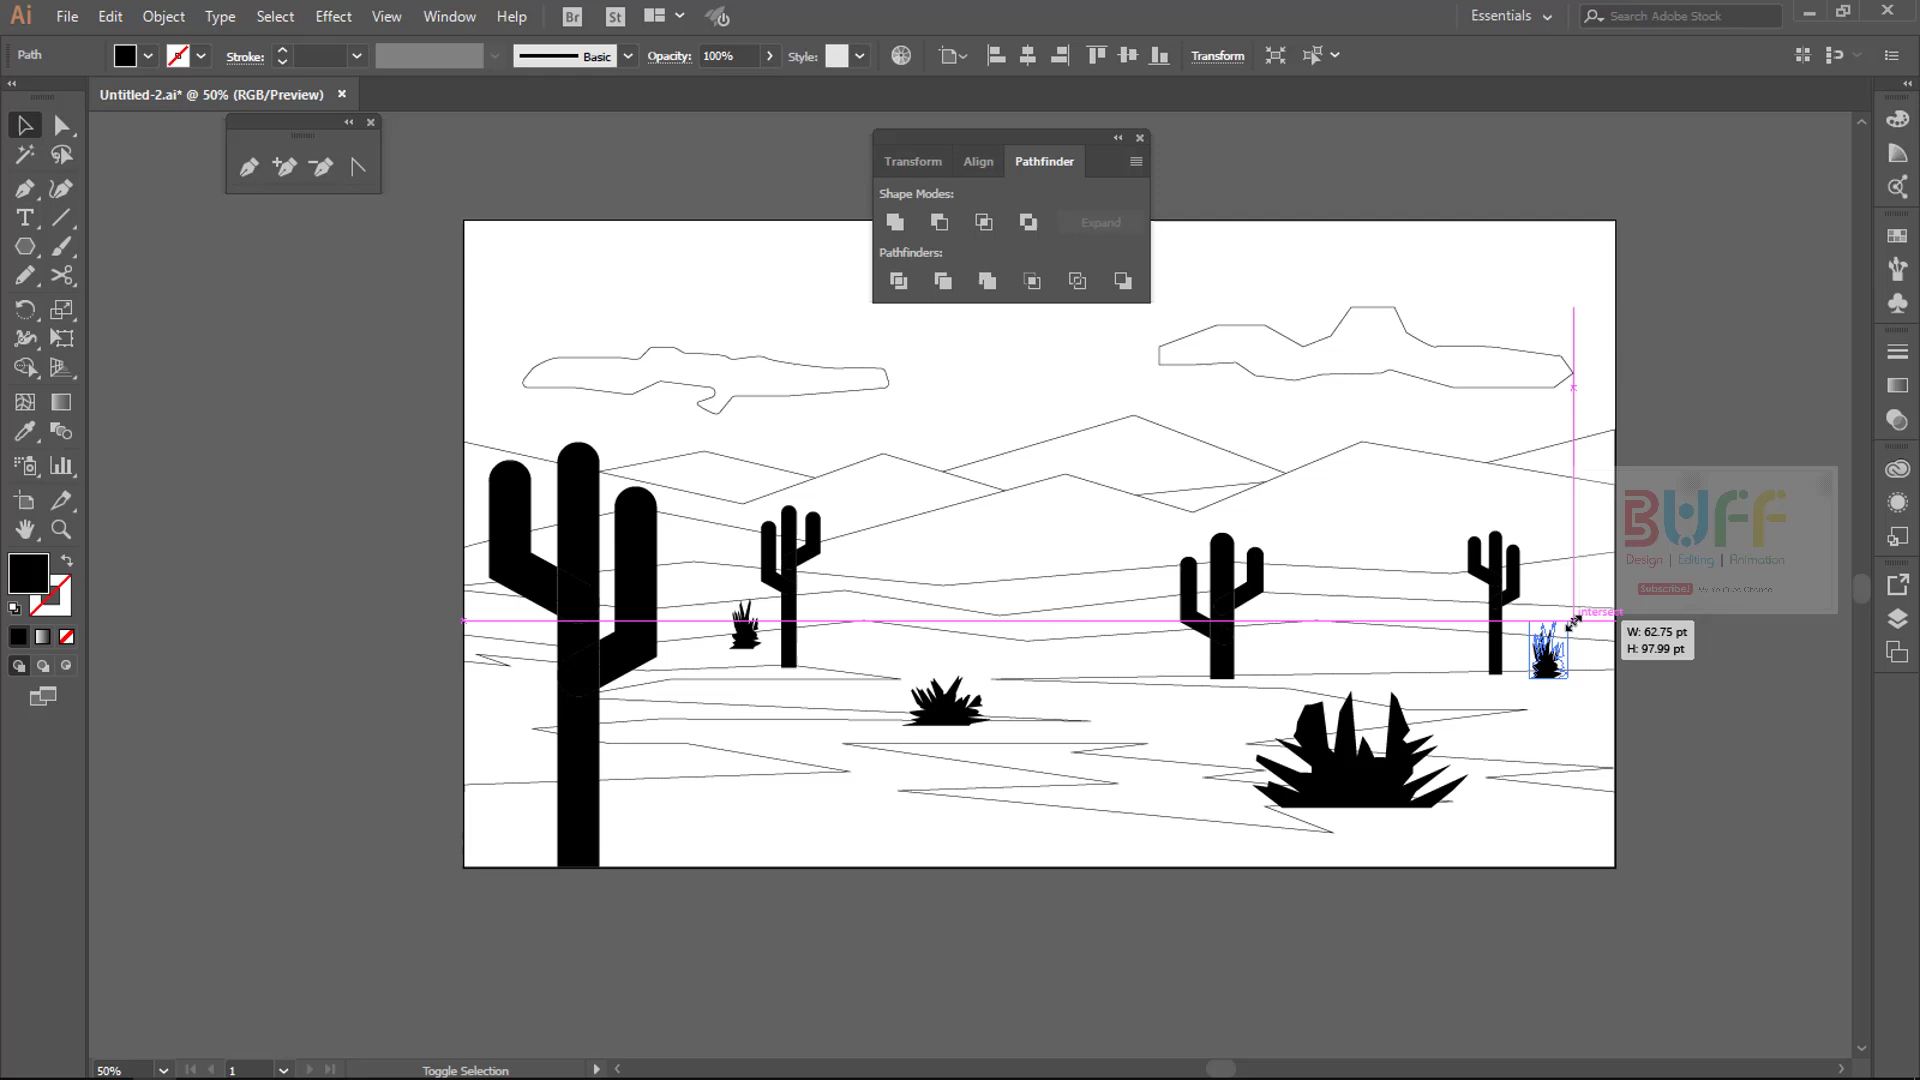 Ai File Edit Object Type Select Effect View Window Help Br St Essentials Search Adobe Stock
Path Stroke: Basic Opacity: 100% Style: Transform
Untitled-2.ai* @ 50% (RGB/Preview)
Transform Align Pathfinder
Shape Modes:
Expand
Pathfinders:
BUFF
Design | Editing | Animation
Subscribe!
intersect
W: 62.75 pt
H: 97.99 pt
50% 1 Toggle Selection